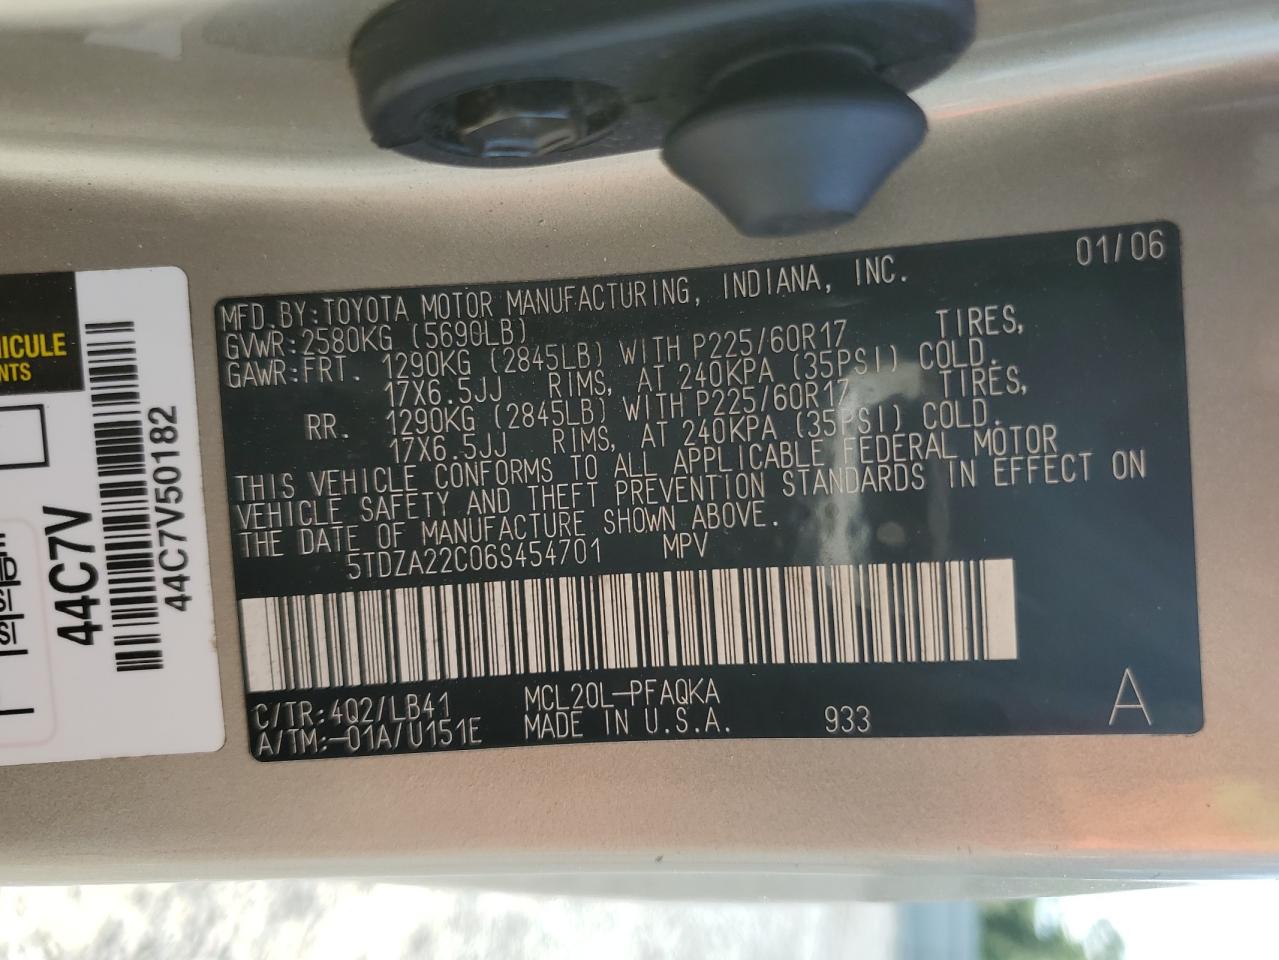 MFD.BY:TOYOTA MOTOR MANUFACTURING, INDIANA, INC. 01/06
GVWR:2580KG (5690LB)
GAWR:FRT. 1290KG (2845LB) WITH P225/60R17 TIRES,
17X6.5JJ RIMS, AT 240KPA (35PSI) COLD.
RR. 1290KG (2845LB) WITH P225/60R17 TIRES,
17X6.5JJ RIMS, AT 240KPA (35PSI) COLD.
THIS VEHICLE CONFORMS TO ALL APPLICABLE FEDERAL MOTOR
VEHICLE SAFETY AND THEFT PREVENTION STANDARDS IN EFFECT ON
THE DATE OF MANUFACTURE SHOWN ABOVE.
5TDZA22C06S454701 MPV
C/TR:4Q2/LB41 MCL20L-PFAQKA
A/TM:-01A/U151E MADE IN U.S.A. 933 A
44C7V
44C7V50182